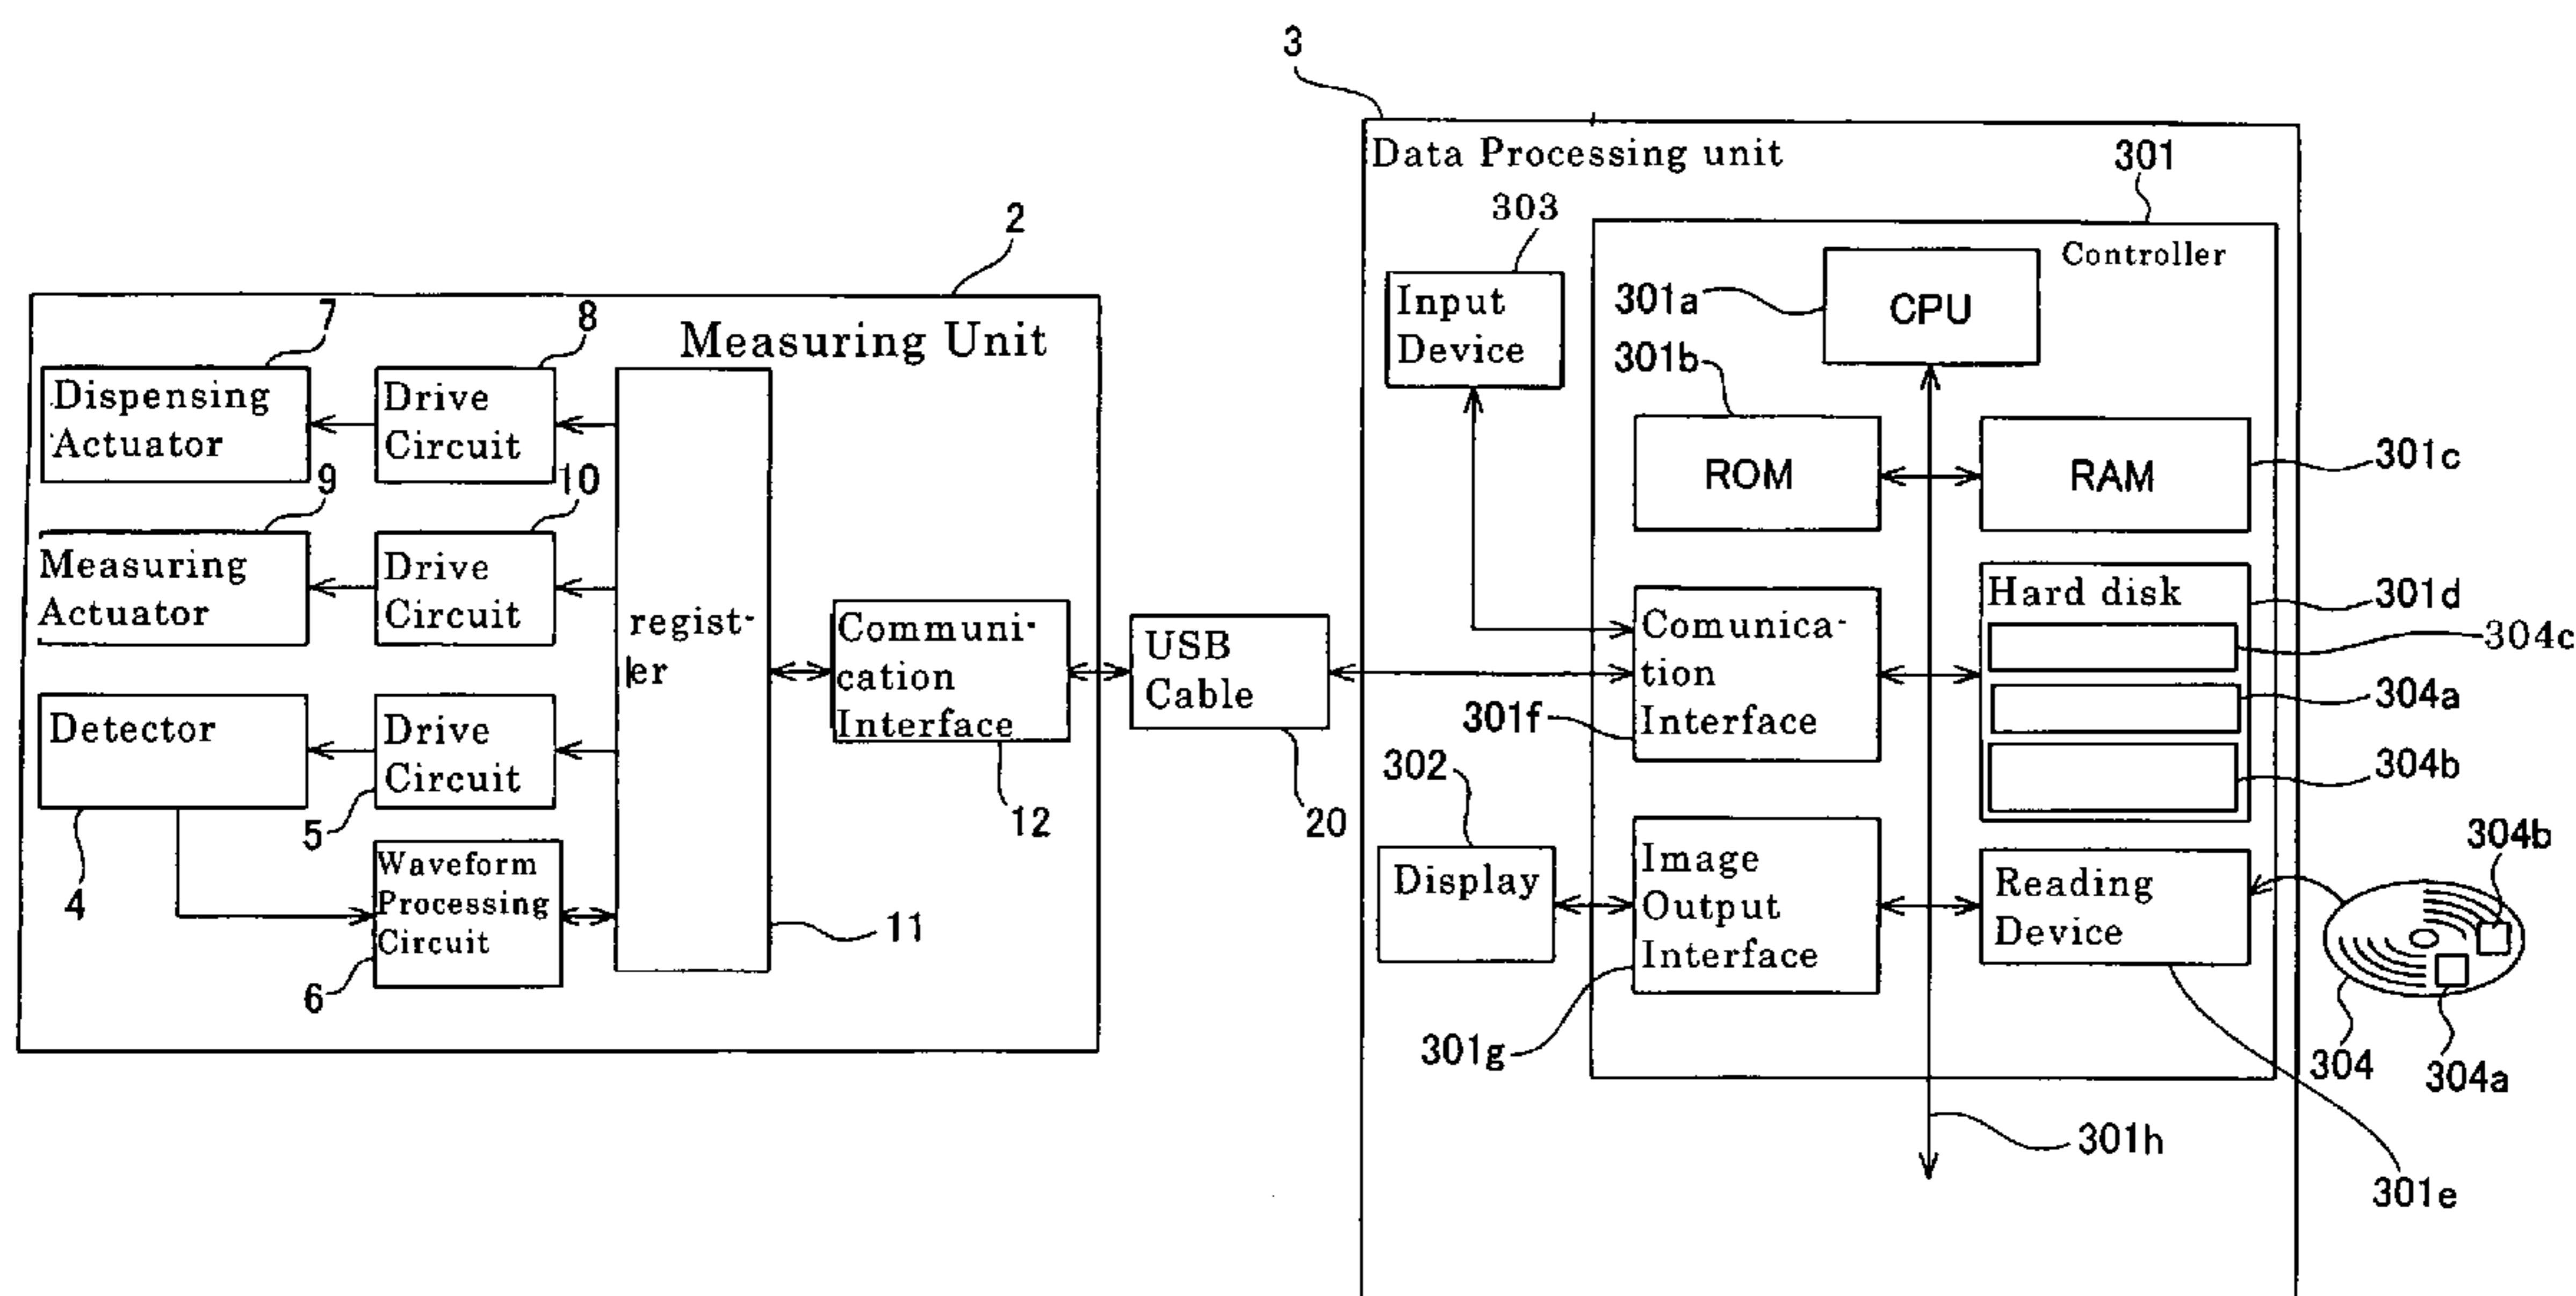 3
Data Processing unit
301
303
2
Controller
Input
Device
301a
CPU
7
8
Measuring Unit
301b
Dispensing
Actuator
Drive
Circuit
ROM
RAM
301c
9
10
Measuring
Actuator
Drive
Circuit
regist-
er
Communi-
cation
Interface
USB
Cable
Comunica-
tion
Interface
Hard disk
301d
304c
304a
304b
301f
Detector
Drive
Circuit
302
5
12
20
4
Waveform
Processing
Circuit
6
11
Display
Image
Output
Interface
Reading
Device
304b
301g
304
304a
301h
301e